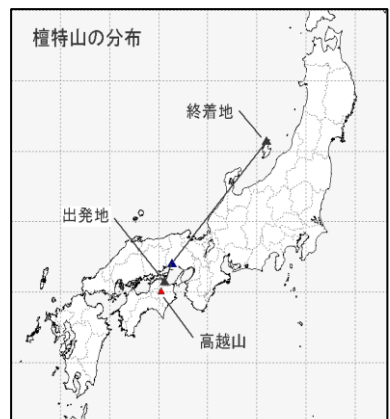 檀特山の分布
終着地
出発地
高越山